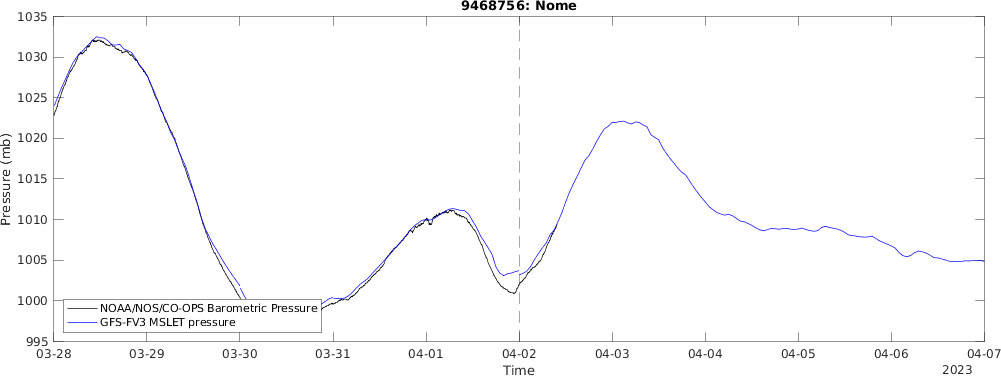 9468756: Nome
Pressure (mb)
1035
1030
1025
1020
1015
1010
1005
1000
995
NOAA/NOS/CO-OPS Barometric Pressure
GFS-FV3 MSLET pressure
03-28 03-29 03-30 03-31 04-01 04-02 04-03 04-04 04-05 04-06 04-07
Time
2023